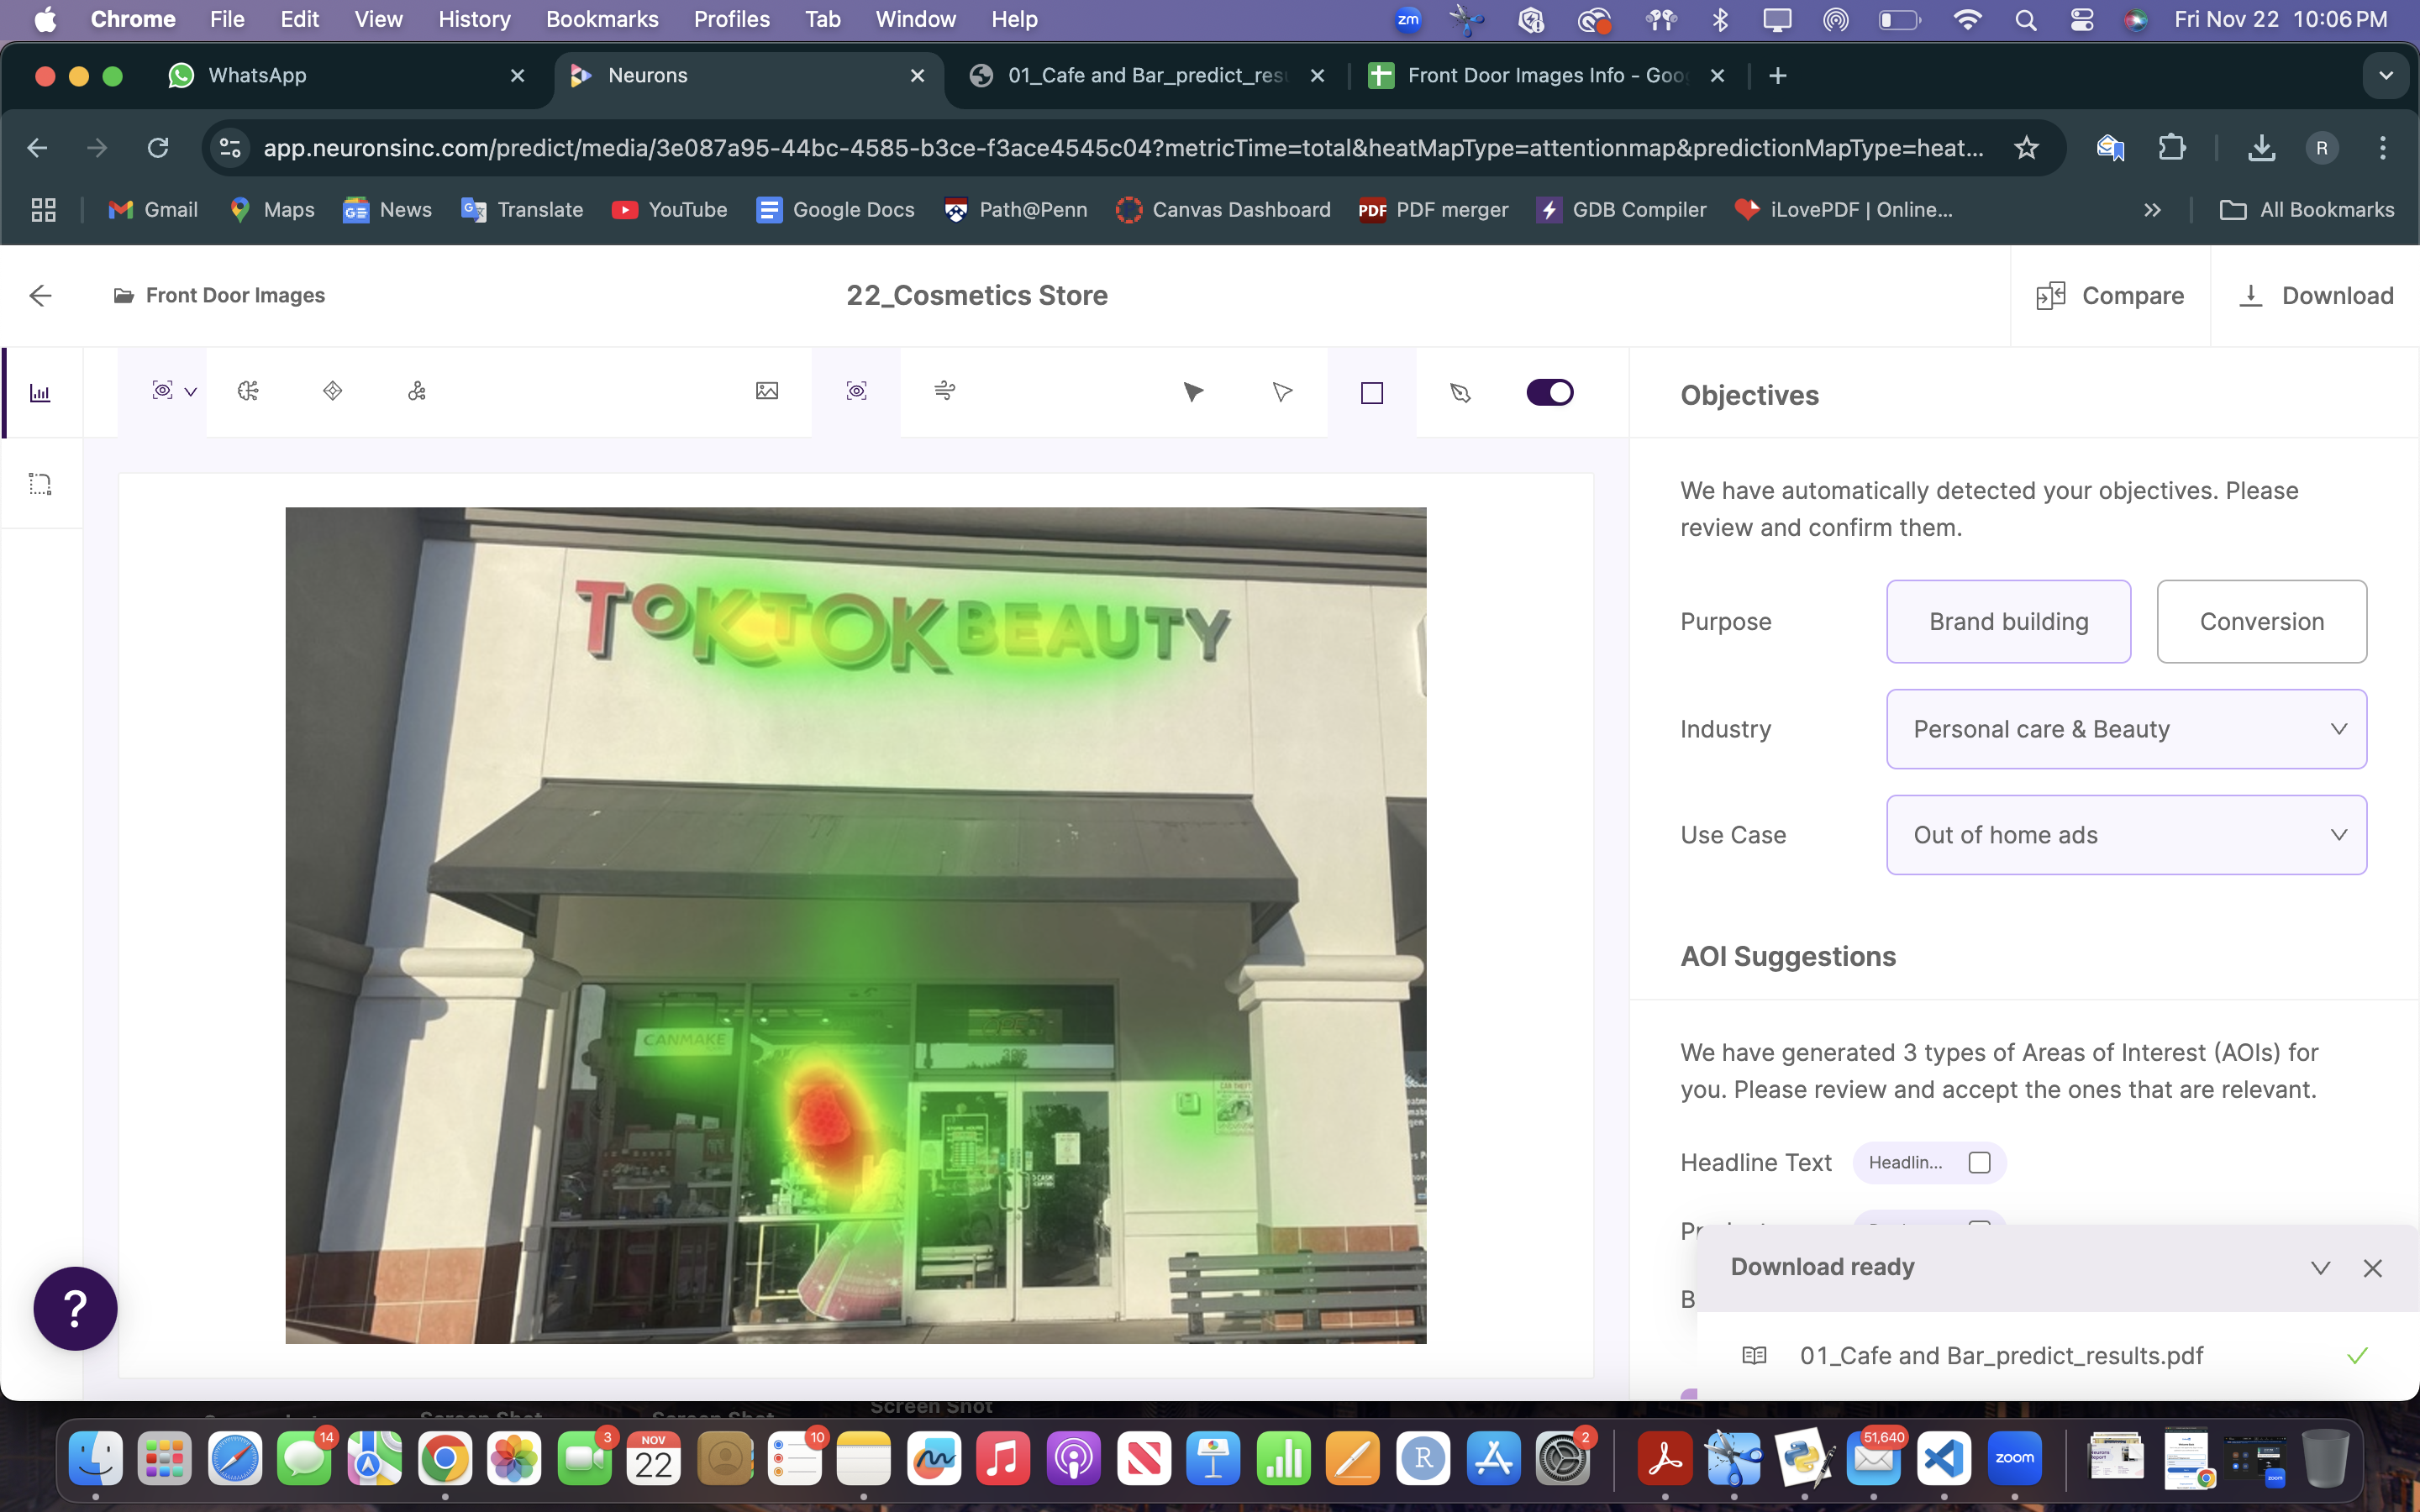 Chrome File Edit View History Bookmarks Profiles Tab Window Help
zm
Fri Nov 22 10:06 PM
WhatsApp
Neurons
01_Cafe and Bar_predict_resu
Front Door Images Info - Goo
app.neuronsinc.com/predict/media/3e087a95-44bc-4585-b3ce-f3ace4545c04?metricTime=total&heatMapType=attentionmap&predictionMapType=heat...
R
Gmail Maps News Translate YouTube Google Docs Path@Penn Canvas Dashboard PDF PDF merger GDB Compiler iLovePDF | Online... All Bookmarks
Front Door Images
22_Cosmetics Store
Compare
Download
TOKTOK BEAUTY
CANMAKE
Objectives
We have automatically detected your objectives. Please
review and confirm them.
Purpose
Brand building
Conversion
Industry
Personal care & Beauty
Use Case
Out of home ads
AOI Suggestions
We have generated 3 types of Areas of Interest (AOIs) for
you. Please review and accept the ones that are relevant.
Headline Text
Headlin...
Download ready
B
01_Cafe and Bar_predict_results.pdf
?
Screen Shot
14
3
NOV
22
10
R
2
51,640
zoom